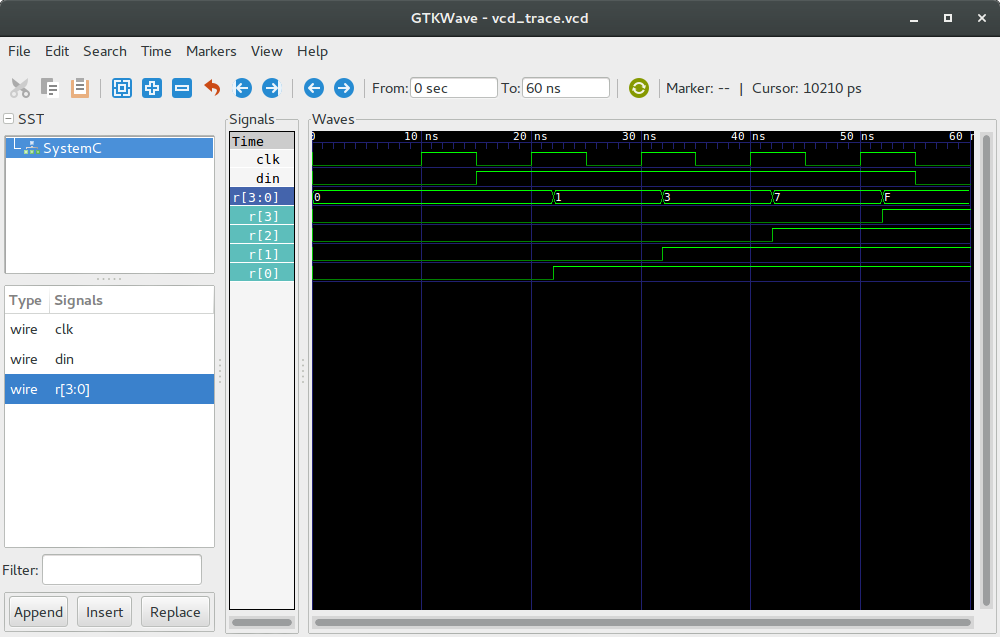 GTKWave - vcd_trace.vcd
File Edit Search Time Markers View Help
From: 0 sec To: 60 ns Marker: -- | Cursor: 10210 ps
SST
SystemC
Type Signals
wire clk
wire din
wire r[3:0]
Filter:
Append Insert Replace
Signals
Time
clk
din
r[3:0]
r[3]
r[2]
r[1]
r[0]
Waves
0 10 ns 20 ns 30 ns 40 ns 50 ns 60 n
0 1 3 7 F